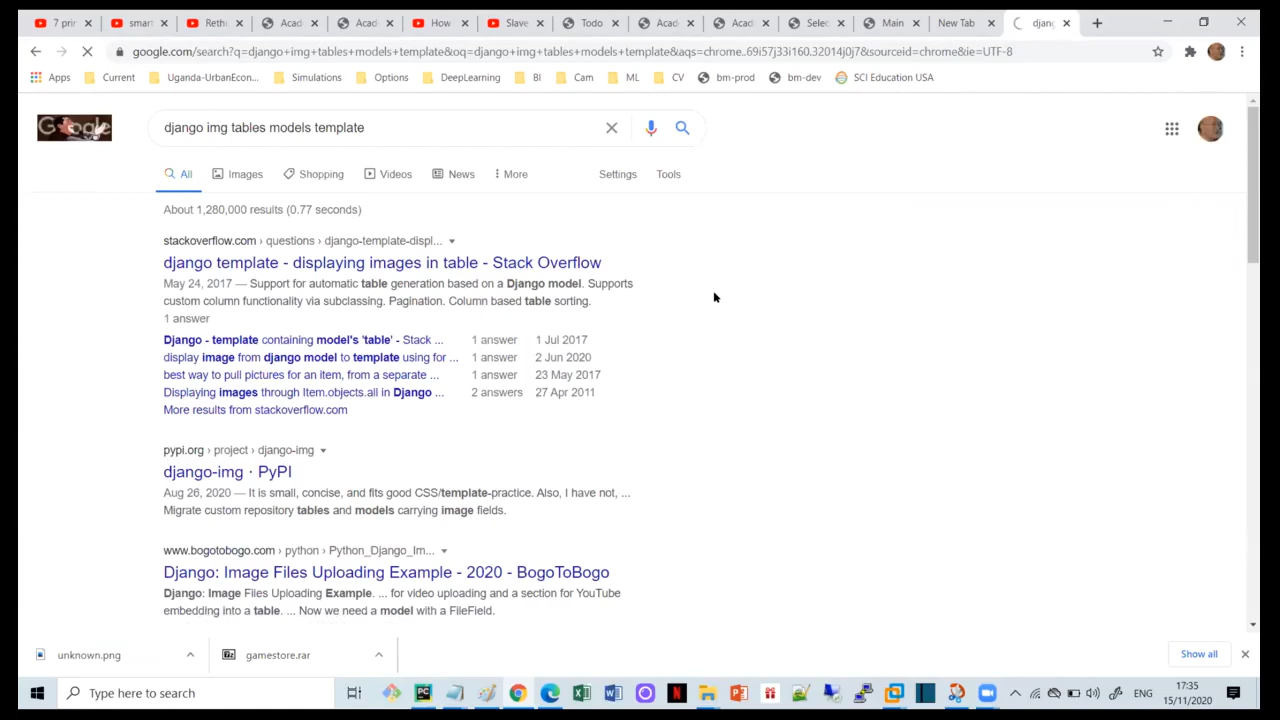 7 prir
smart
Rethi
Acade
Acade
How
Slave
Todo
Acade
Acade
Selec
Main
New Tab
djang
google.com/search?q=django+img+tables+models+template&oq=django+img+tables+models+template&aqs=chrome..69i57j33i160.32014j0j7&sourceid=chrome&ie=UTF-8
Apps Current Uganda-UrbanEcon... Simulations Options DeepLearning BI Cam ML CV bm-prod bm-dev SCI Education USA
Google
django img tables models template
All Images Shopping Videos News More Settings Tools
About 1,280,000 results (0.77 seconds)
stackoverflow.com › questions › django-template-displ...
django template - displaying images in table - Stack Overflow
May 24, 2017 — Support for automatic table generation based on a Django model. Supports
custom column functionality via subclassing. Pagination. Column based table sorting.
1 answer
Django - template containing model's 'table' - Stack ... 1 answer 1 Jul 2017
display image from django model to template using for ... 1 answer 2 Jun 2020
best way to pull pictures for an item, from a separate ... 1 answer 23 May 2017
Displaying images through Item.objects.all in Django ... 2 answers 27 Apr 2011
More results from stackoverflow.com
pypi.org › project › django-img
django-img · PyPI
Aug 26, 2020 — It is small, concise, and fits good CSS/template-practice. Also, I have not, ...
Migrate custom repository tables and models carrying image fields.
www.bogotobogo.com › python › Python_Django_Im...
Django: Image Files Uploading Example - 2020 - BogoToBogo
Django: Image Files Uploading Example. ... for video uploading and a section for YouTube
embedding into a table. ... Now we need a model with a FileField.
unknown.png
gamestore.rar
Show all
Type here to search
ENG
17:35
15/11/2020